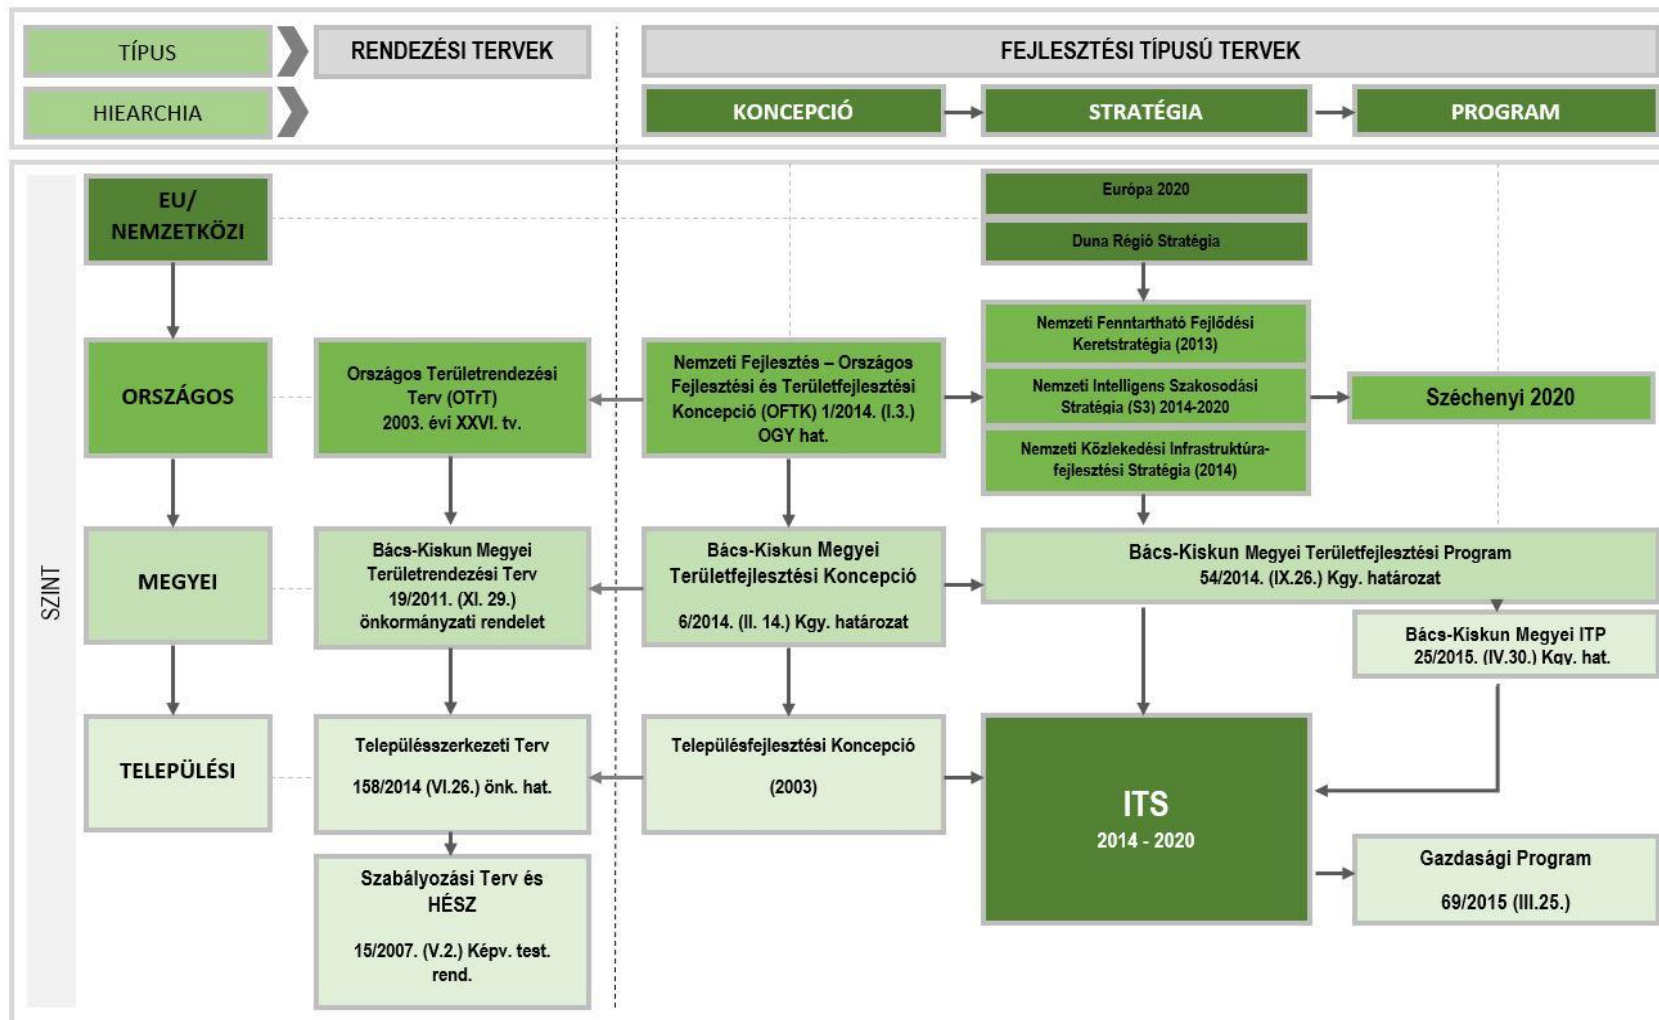 TÍPUS
RENDEZÉSI TERVEK
FEJLESZTÉSI TÍPUSÚ TERVEK
HIEARCHIA
KONCEPCIÓ
STRATÉGIA
PROGRAM
SZINT
EU/
NEMZETKÖZI
Európa 2020
Duna Régió Stratégia
ORSZÁGOS
Országos Területrendezési
Terv (OTrT)
2003. évi XXVI. tv.
Nemzeti Fejlesztés – Országos
Fejlesztési és Területfejlesztési
Koncepció (OFTK) 1/2014. (I.3.)
OGY hat.
Nemzeti Fenntartható Fejlődési
Keretstratégia (2013)
Nemzeti Intelligens Szakosodási
Stratégia (S3) 2014-2020
Nemzeti Közlekedési Infrastruktúra-
fejlesztési Stratégia (2014)
Széchenyi 2020
MEGYEI
Bács-Kiskun Megyei
Területrendezési Terv
19/2011. (XI. 29.)
önkormányzati rendelet
Bács-Kiskun Megyei
Területfejlesztési Koncepció
6/2014. (II. 14.) Kgy. határozat
Bács-Kiskun Megyei Területfejlesztési Program
54/2014. (IX.26.) Kgy. határozat
Bács-Kiskun Megyei ITP
25/2015. (IV.30.) Kgy. hat.
TELEPÜLÉSI
Településszerkezeti Terv
158/2014 (VI.26.) önk. hat.
Településfejlesztési Koncepció
(2003)
ITS
2014 - 2020
Szabályozási Terv és
HÉSZ
15/2007. (V.2.) Képv. test.
rend.
Gazdasági Program
69/2015 (III.25.)